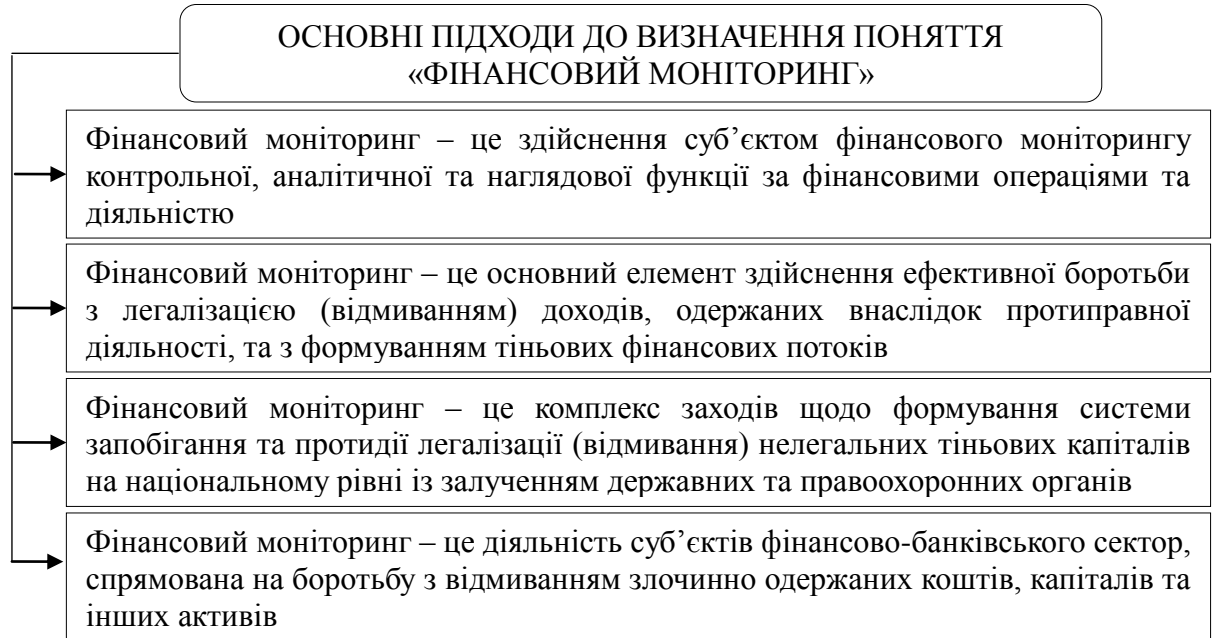 ОСНОВНІ ПІДХОДИ ДО ВИЗНАЧЕННЯ ПОНЯТТЯ
«ФІНАНСОВИЙ МОНІТОРИНГ»
Фінансовий моніторинг – це здійснення суб’єктом фінансового моніторингу
контрольної, аналітичної та наглядової функції за фінансовими операціями та
діяльністю
Фінансовий моніторинг – це основний елемент здійснення ефективної боротьби
з легалізацією (відмиванням) доходів, одержаних внаслідок протиправної
діяльності, та з формуванням тіньових фінансових потоків
Фінансовий моніторинг – це комплекс заходів щодо формування системи
запобігання та протидії легалізації (відмивання) нелегальних тіньових капіталів
на національному рівні із залученням державних та правоохоронних органів
Фінансовий моніторинг – це діяльність суб’єктів фінансово-банківського сектор,
спрямована на боротьбу з відмиванням злочинно одержаних коштів, капіталів та
інших активів